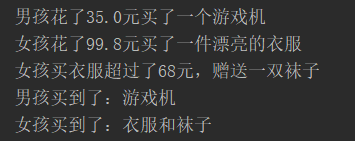 男孩花了35.0元买了一个游戏机
女孩花了99.8元买了一件漂亮的衣服
女孩买衣服超过了68元，赠送一双袜子
男孩买到了：游戏机
女孩买到了：衣服和袜子